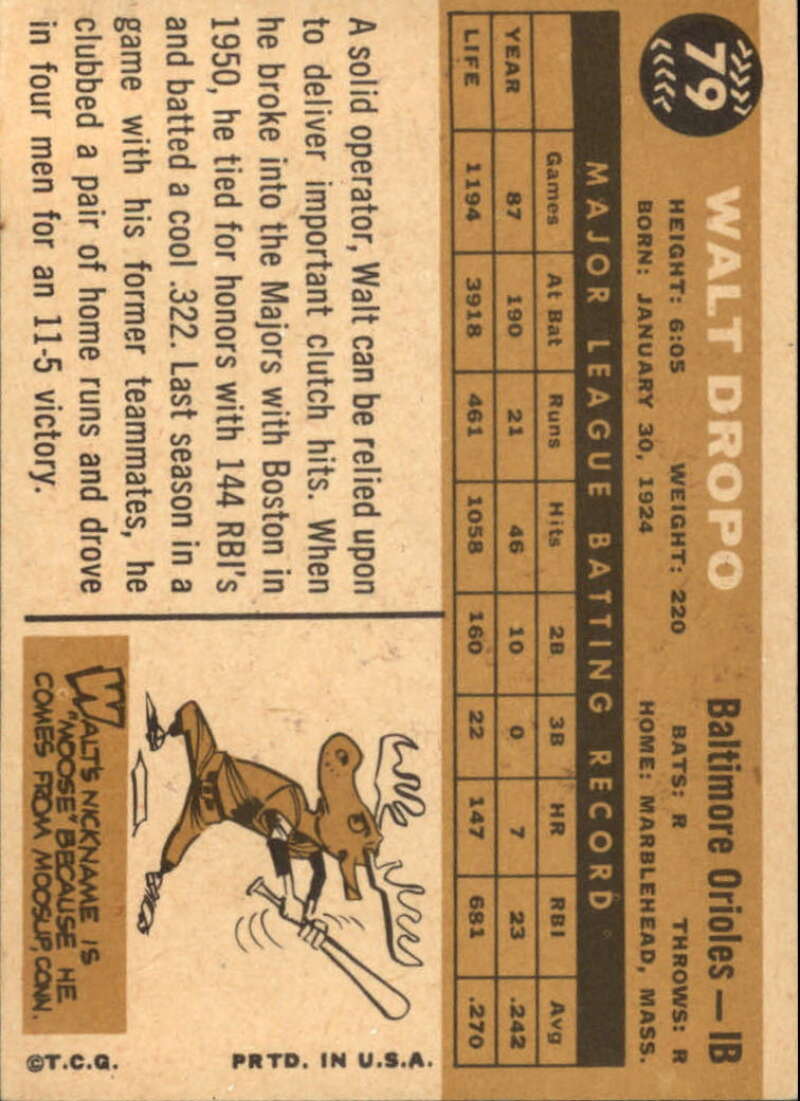 79
WALT DROPO
Baltimore Orioles — 1B
HEIGHT: 6:05 WEIGHT: 220 BATS: R THROWS: R
BORN: JANUARY 30, 1924 HOME: MARBLEHEAD, MASS.
MAJOR LEAGUE BATTING RECORD
Games At Bat Runs Hits 2B 3B HR RBI Avg
YEAR 87 190 21 46 10 0 7 23 .242
LIFE 1194 3918 461 1058 160 22 147 681 .270
A solid operator, Walt can be relied upon
to deliver important clutch hits. When
he broke into the Majors with Boston in
1950, he tied for honors with 144 RBI's
and batted a cool .322. Last season in a
game with his former teammates, he
clubbed a pair of home runs and drove
in four men for an 11-5 victory.
WALT'S NICKNAME IS
"MOOSE" BECAUSE HE
COMES FROM MOOSUP, CONN.
©T.C.G. PRTD. IN U.S.A.